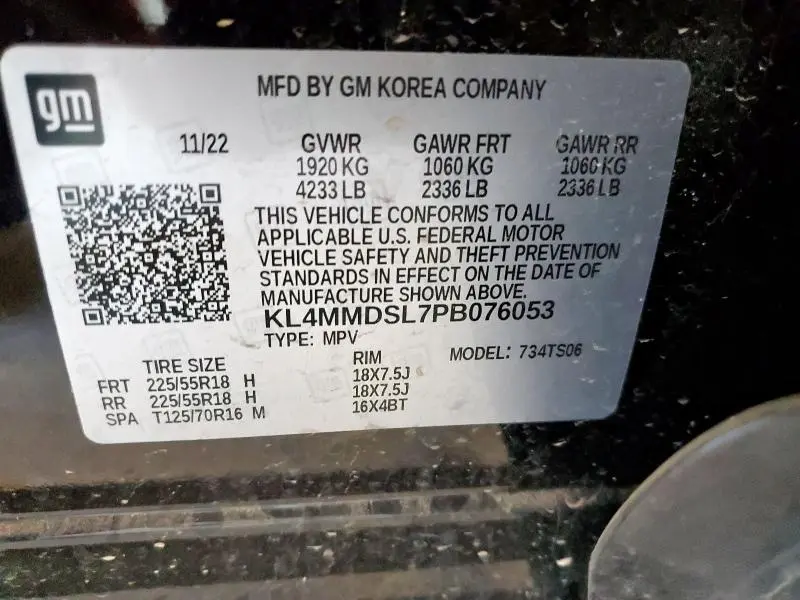 gm
MFD BY GM KOREA COMPANY
11/22 GVWR GAWR FRT GAWR RR
1920 KG 1060 KG 1060 KG
4233 LB 2336 LB 2336 LB
THIS VEHICLE CONFORMS TO ALL
APPLICABLE U.S. FEDERAL MOTOR
VEHICLE SAFETY AND THEFT PREVENTION
STANDARDS IN EFFECT ON THE DATE OF
MANUFACTURE SHOWN ABOVE.
KL4MMDSL7PB076053
TYPE: MPV MODEL: 734TS06
TIRE SIZE RIM
FRT 225/55R18 H 18X7.5J
RR 225/55R18 H 18X7.5J
SPA T125/70R16 M 16X4BT